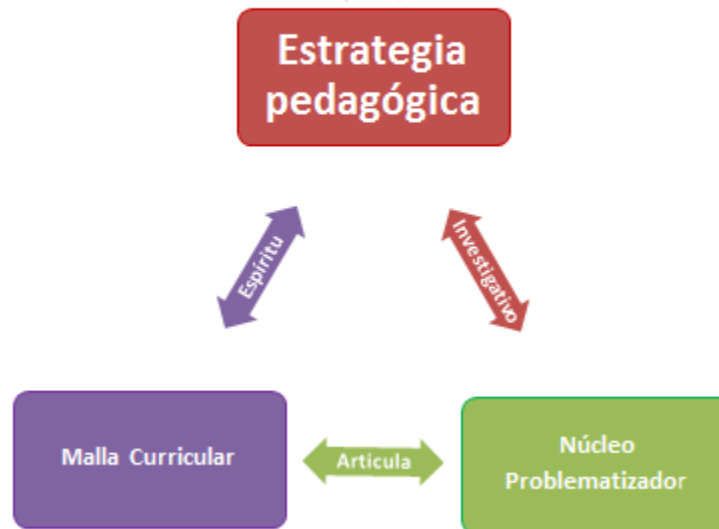 Estrategia
pedagógica
Espíritu
Investigativo
Malla Curricular
Articula
Núcleo
Problematizador